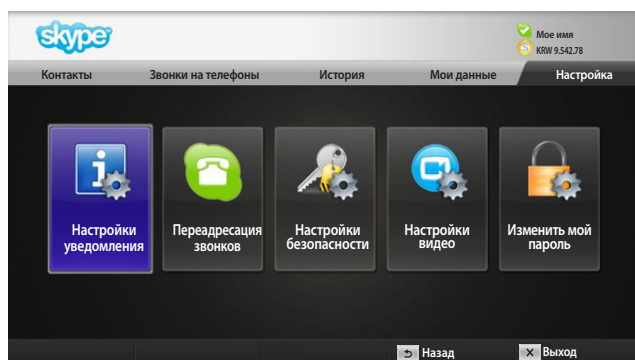 skype
Мое имя
KRW 9.542.78
Контакты
Звонки на телефоны
История
Мои данные
Настройка
Настройки
уведомления
Переадресация
звонков
Настройки
безопасности
Настройки
видео
Изменить мой
пароль
Назад
Выход